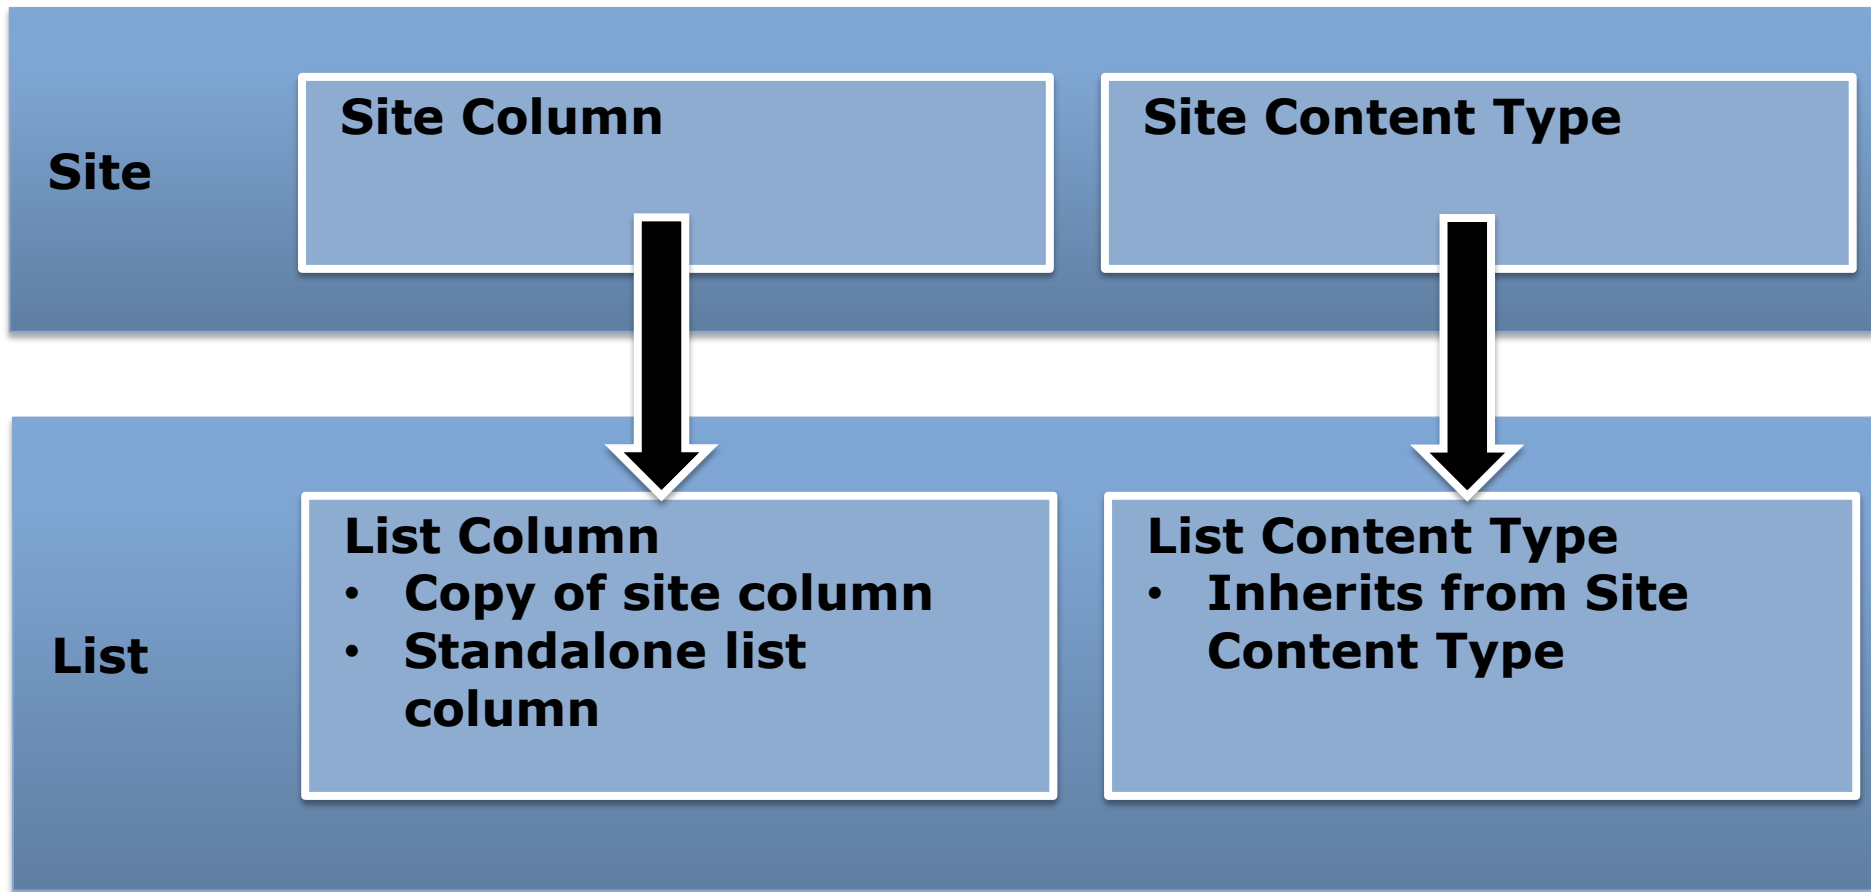 Site
Site Column
Site Content Type
List
List Column
• Copy of site column
• Standalone list
column
List Content Type
• Inherits from Site
Content Type